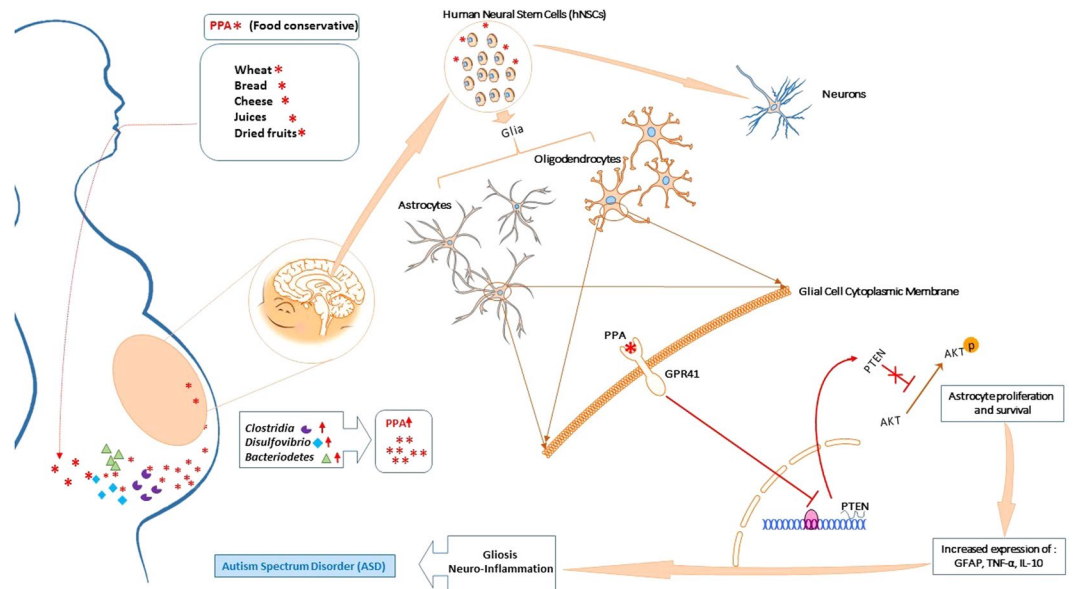 PPA* (Food conservative)
Wheat *
Bread *
Cheese *
Juices *
Dried fruits*
Human Neural Stem Cells (hNSCs)
Neurons
Glia
Oligodendrocytes
Astrocytes
Glial Cell Cytoplasmic Membrane
PPA
GPR41
PTEN
AKT
p
AKT
Astrocyte proliferation
and survival
Clostridia
Disulfovibrio
Bacteriodetes
PPA
PTEN
Increased expression of :
GFAP, TNF-α, IL-10
Gliosis
Neuro-Inflammation
Autism Spectrum Disorder (ASD)